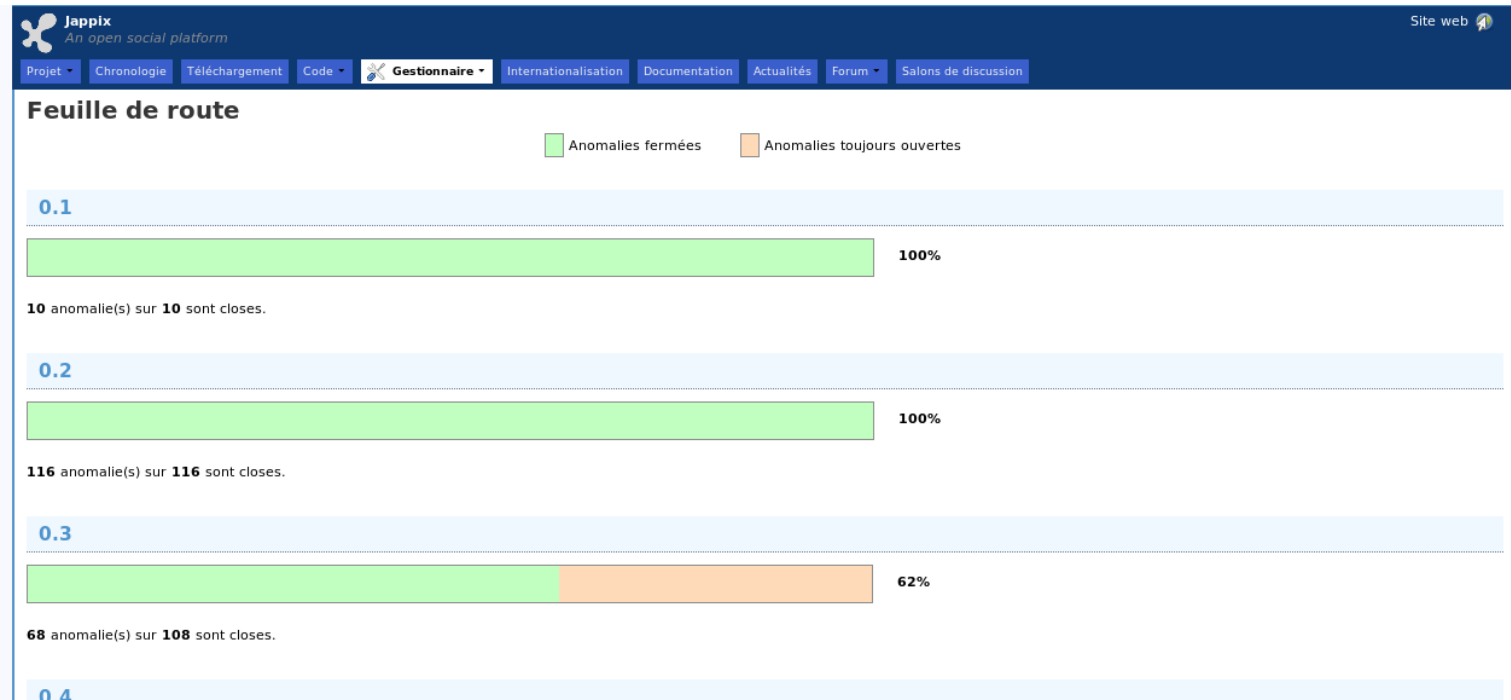 Jappix
An open social platform
Site web
Projet Chronologie Téléchargement Code Gestionnaire Internationalisation Documentation Actualités Forum Salons de discussion
Feuille de route
Anomalies fermées Anomalies toujours ouvertes
0.1
100%
10 anomalie(s) sur 10 sont closes.
0.2
100%
116 anomalie(s) sur 116 sont closes.
0.3
62%
68 anomalie(s) sur 108 sont closes.
0.4